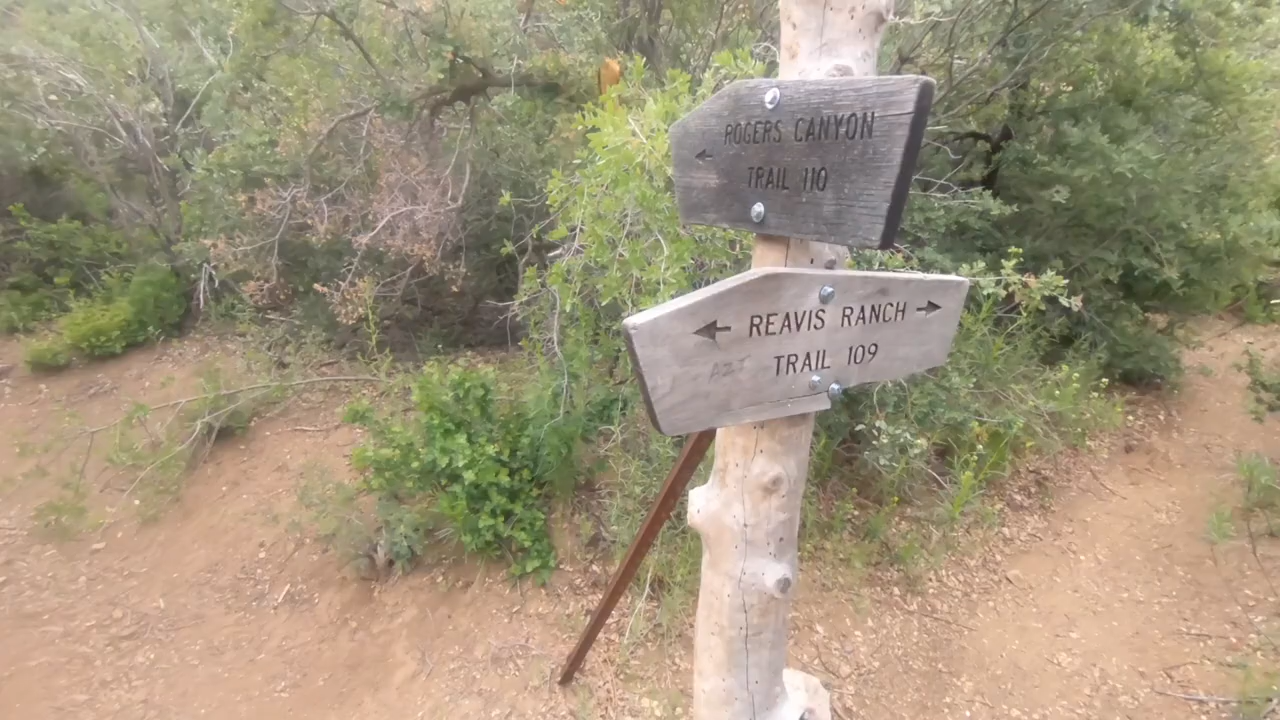 ROGERS CANYON
TRAIL 110
REAVIS RANCH
TRAIL 109
AZT